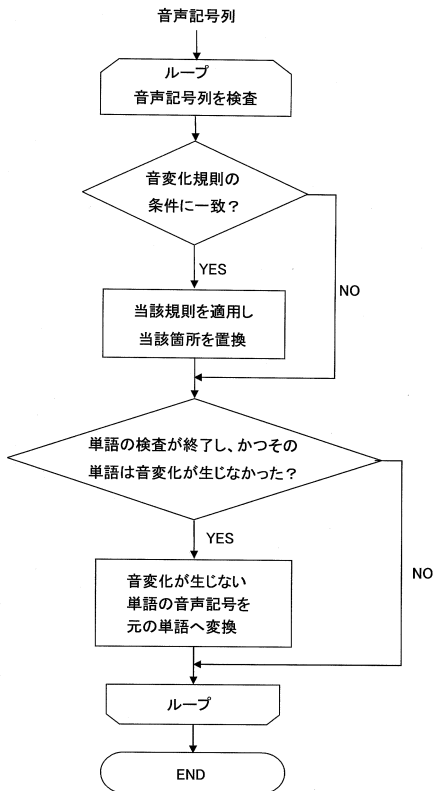 音声記号列
ループ
音声記号列を検査
音変化規則の
条件に一致？
YES
NO
当該規則を適用し
当該箇所を置換
単語の検査が終了し、かつその
単語は音変化が生じなかった？
YES
NO
音変化が生じない
単語の音声記号を
元の単語へ変換
ループ
END